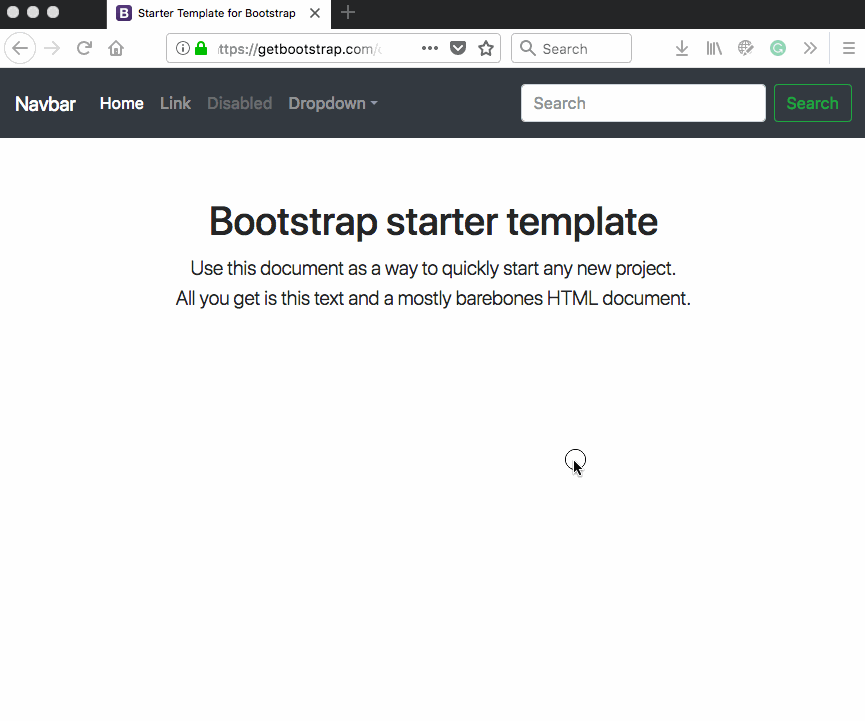 B Starter Template for Bootstrap
ttps://getbootstrap.com/ Search
Navbar Home Link Disabled Dropdown Search Search
Bootstrap starter template
Use this document as a way to quickly start any new project.
All you get is this text and a mostly barebones HTML document.